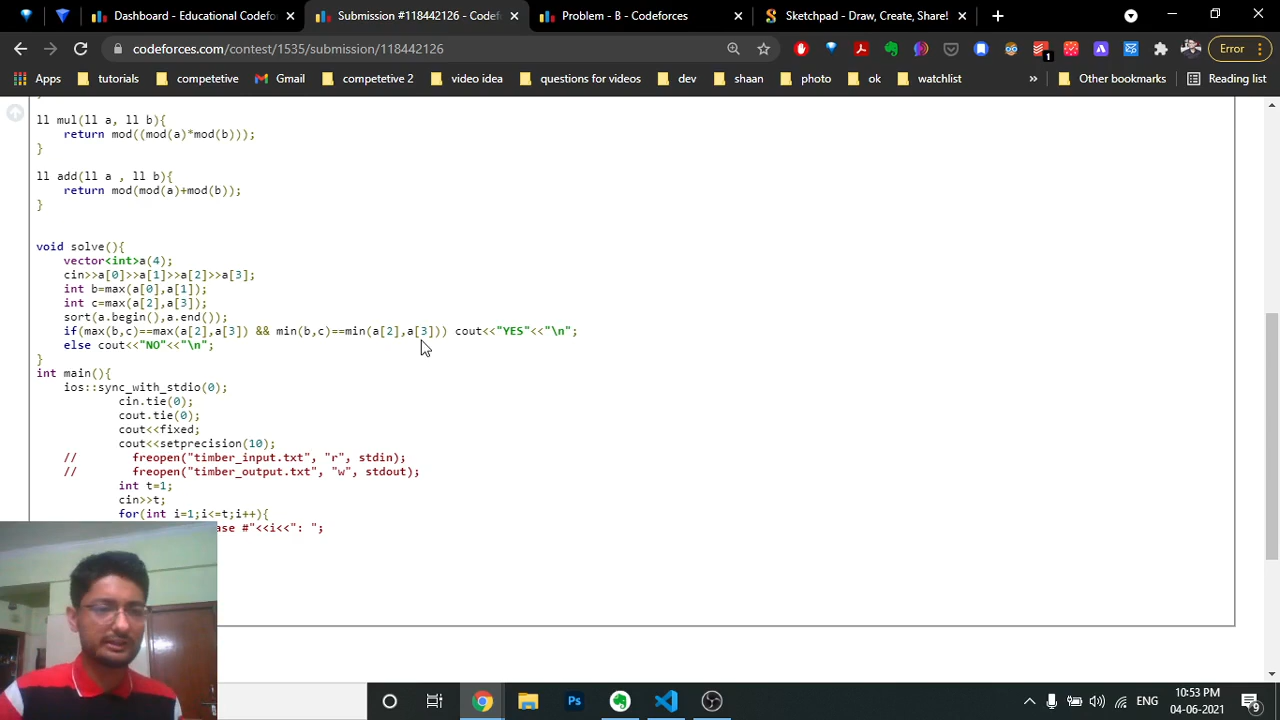 Dashboard - Educational Codef
Submission #118442126 - Codef
Problem - B - Codeforces
Sketchpad - Draw, Create, Share!
codeforces.com/contest/1535/submission/118442126
1
Error
Apps
tutorials
competetive
Gmail
competetive 2
video idea
questions for videos
dev
shaan
photo
ok
watchlist
»
Other bookmarks
Reading list
ll mul(ll a, ll b){
return mod((mod(a)*mod(b)));
}
ll add(ll a , ll b){
return mod(mod(a)+mod(b));
}
void solve(){
vector<int>a(4);
cin>>a[0]>>a[1]>>a[2]>>a[3];
int b=max(a[0],a[1]);
int c=max(a[2],a[3]);
sort(a.begin(),a.end());
if(max(b,c)==max(a[2],a[3]) && min(b,c)==min(a[2],a[3])) cout<<"YES"<<"\n";
else cout<<"NO"<<"\n";
}
int main(){
ios::sync_with_stdio(0);
cin.tie(0);
cout.tie(0);
cout<<fixed;
cout<<setprecision(10);
// freopen("timber_input.txt", "r", stdin);
// freopen("timber_output.txt", "w", stdout);
int t=1;
cin>>t;
for(int i=1;i<=t;i++){
ase #"<<i<<": ";
Ps
ENG
10:53 PM
04-06-2021
9